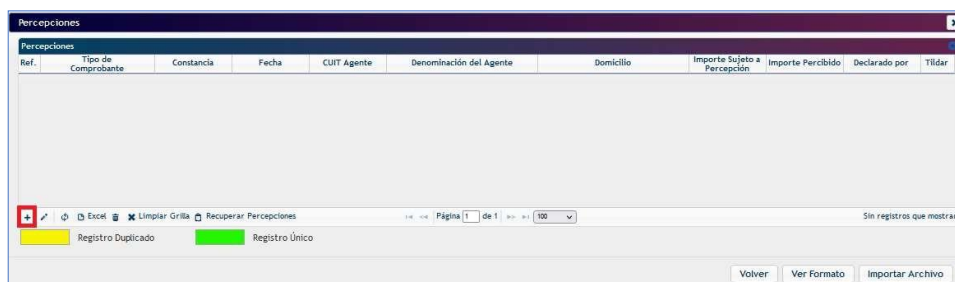 Percepciones
Percepciones
Ref. Tipo de Comprobante Constancia Fecha CUIT Agente Denominación del Agente Domicilio Importe Sujeto a Percepción Importe Percibido Declarado por Tildar
Excel Limpiar Grilla Recuperar Percepciones Página 1 de 1 100 Sin registros que mostrar
Registro Duplicado Registro Único
Volver Ver Formato Importar Archivo